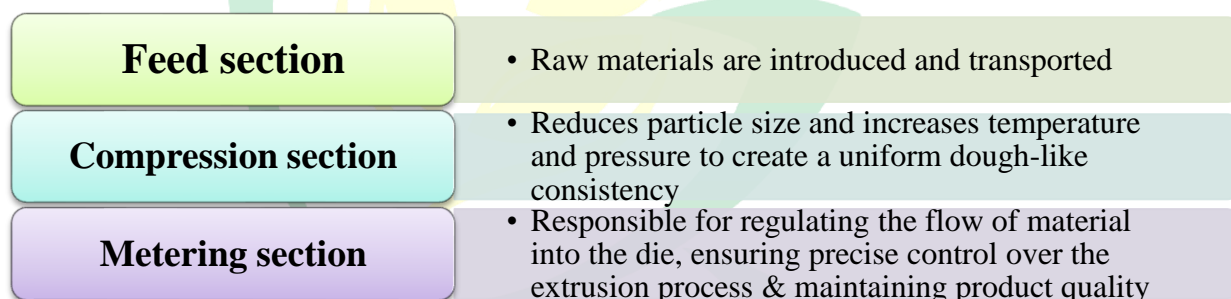 Feed section
• Raw materials are introduced and transported
Compression section
• Reduces particle size and increases temperature
and pressure to create a uniform dough-like
consistency
Metering section
• Responsible for regulating the flow of material
into the die, ensuring precise control over the
extrusion process & maintaining product quality